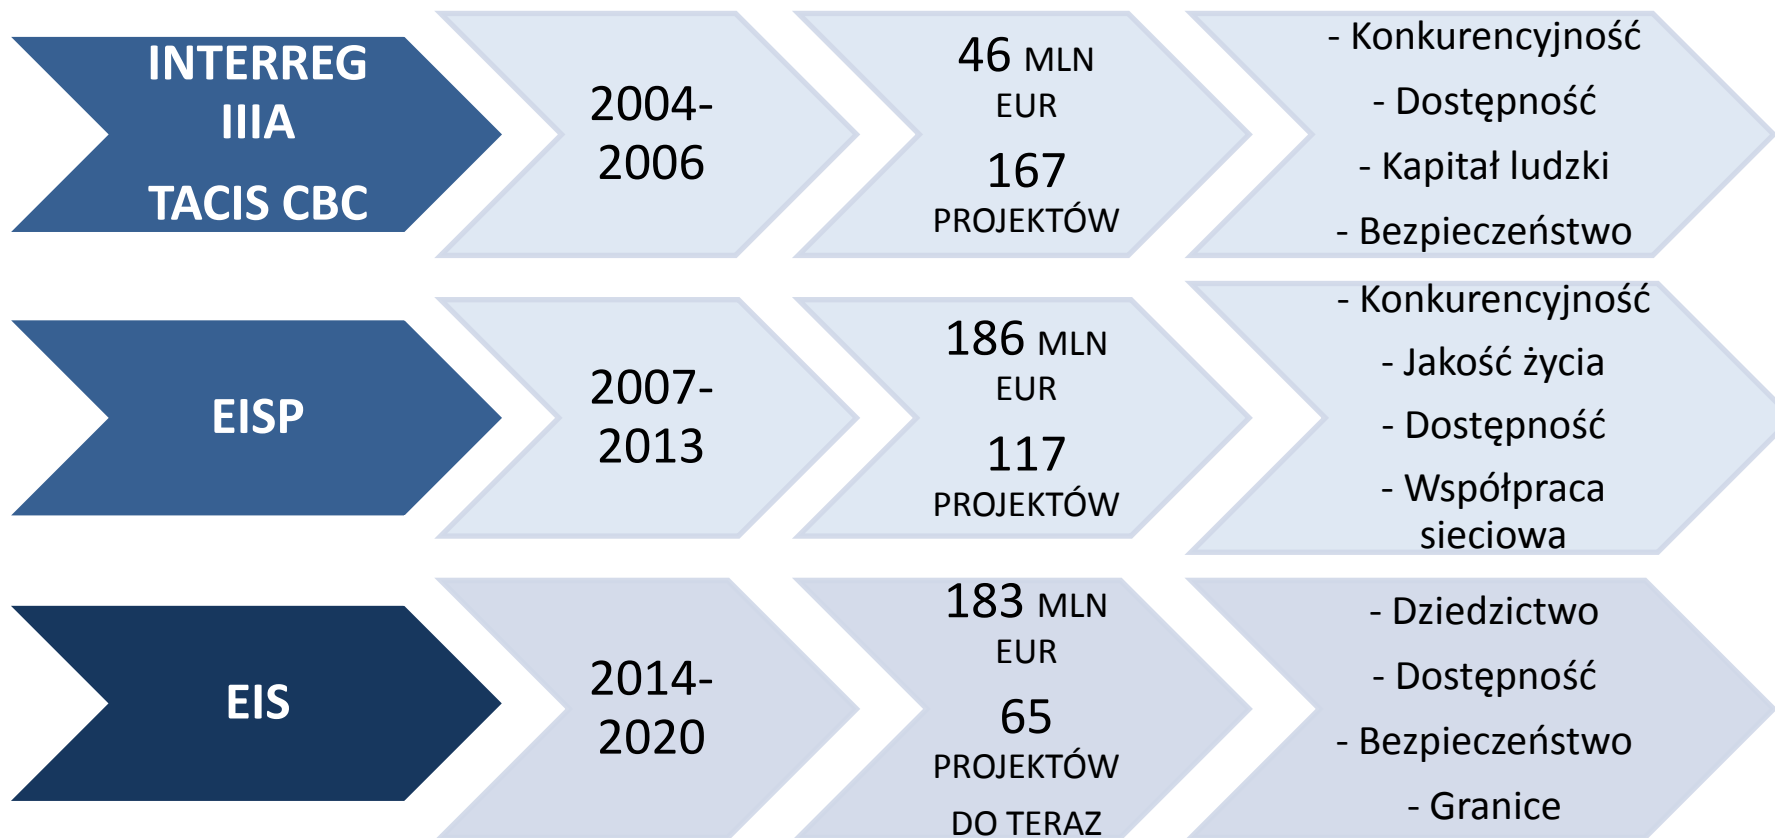 INTERREG
IIIA
TACIS CBC
2004-
2006
46 MLN
EUR
167
PROJEKTÓW
- Konkurencyjność
- Dostępność
- Kapitał ludzki
- Bezpieczeństwo
EISP
2007-
2013
186 MLN
EUR
117
PROJEKTÓW
- Konkurencyjność
- Jakość życia
- Dostępność
- Współpraca
sieciowa
EIS
2014-
2020
183 MLN
EUR
65
PROJEKTÓW
DO TERAZ
- Dziedzictwo
- Dostępność
- Bezpieczeństwo
- Granice